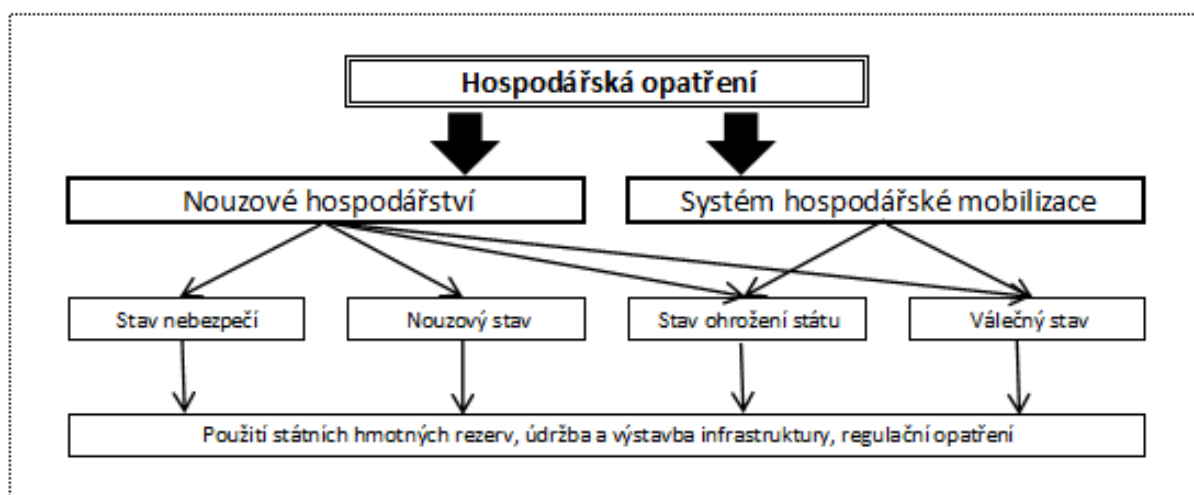 Hospodářská opatření
Nouzové hospodářství
Systém hospodářské mobilizace
Stav nebezpečí
Nouzový stav
Stav ohrožení státu
Válečný stav
Použití státních hmotných rezerv, údržba a výstavba infrastruktury, regulační opatření